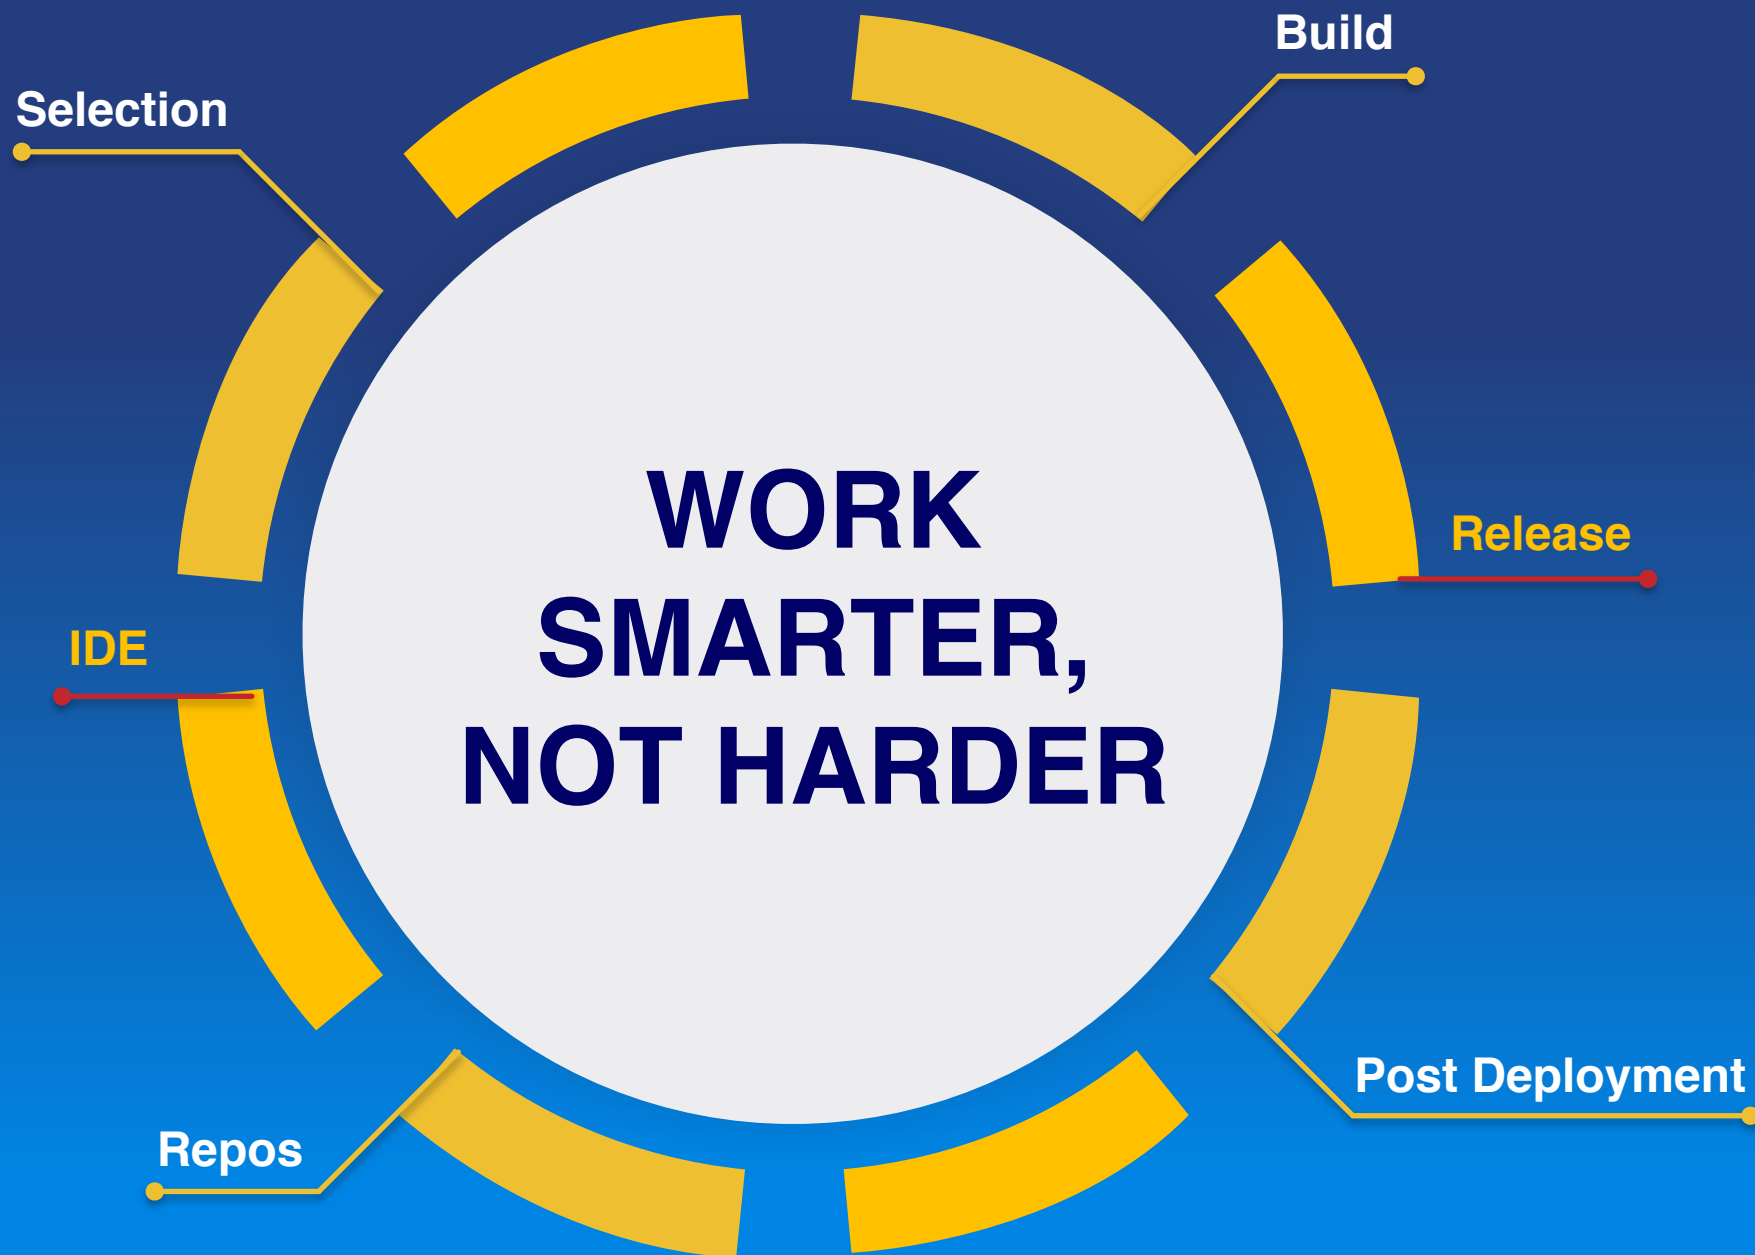 Build
Selection
WORK
SMARTER,
NOT HARDER
Release
IDE
Post Deployment
Repos